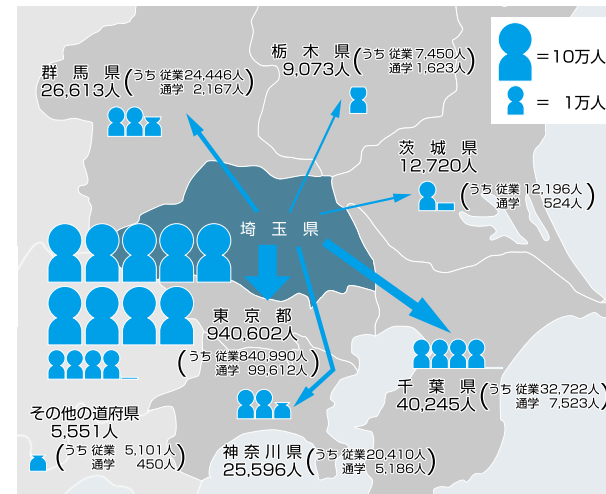 栃木県
9,073人
(うち 従業 7,450人
通学 1,623人)
=10万人
= 1万人
群馬県
26,613人
(うち 従業 24,446人
通学 2,167人)
茨城県
12,720人
(うち 従業 12,196人
通学 524人)
埼玉県
東京都
940,602人
(うち 従業840,990人
通学 99,612人)
千葉県
40,245人
(うち 従業32,722人
通学 7,523人)
その他の道府県
5,551人
(うち 従業 5,101人
通学 450人)
神奈川県
25,596人
(うち 従業20,410人
通学 5,186人)